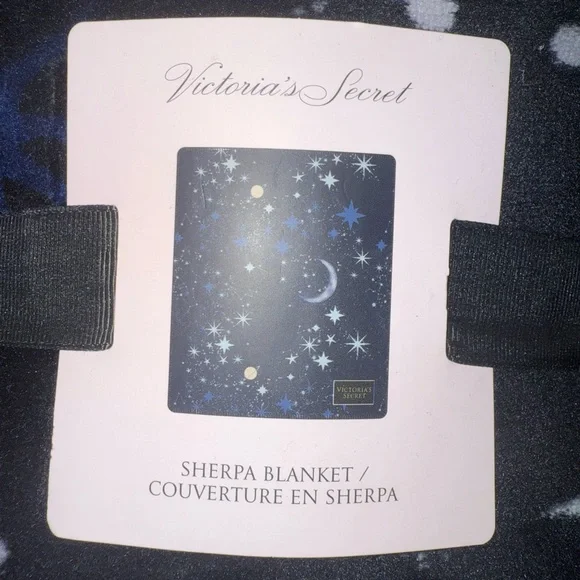 Victoria's Secret
VICTORIA'S
SECRET
SHERPA BLANKET /
COUVERTURE EN SHERPA